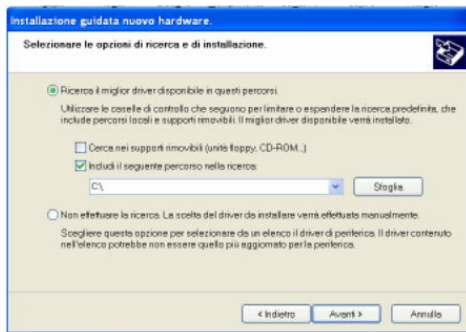 Installazione guidata nuovo hardware.
Selezionare le opzioni di ricerca e di installazione.
Ricerca il miglior driver disponibile in questi percorsi.
Utilizzare le caselle di controllo che seguono per limitare o espandere la ricerca predefinita, che
include percorsi locali e supporti rimovibili. Il miglior driver disponibile verrà installato.
Cerca nei supporti rimovibili (unità floppy, CD-ROM...)
Includi il seguente percorso nella ricerca:
C:\ Sfoglia
Non effettuare la ricerca. La scelta del driver da installare verrà effettuata manualmente.
Scegliere questa opzione per selezionare da un elenco il driver di periferica. Il driver contenuto
nell'elenco potrebbe non essere quello più aggiornato per la periferica.
< Indietro Avanti > Annulla